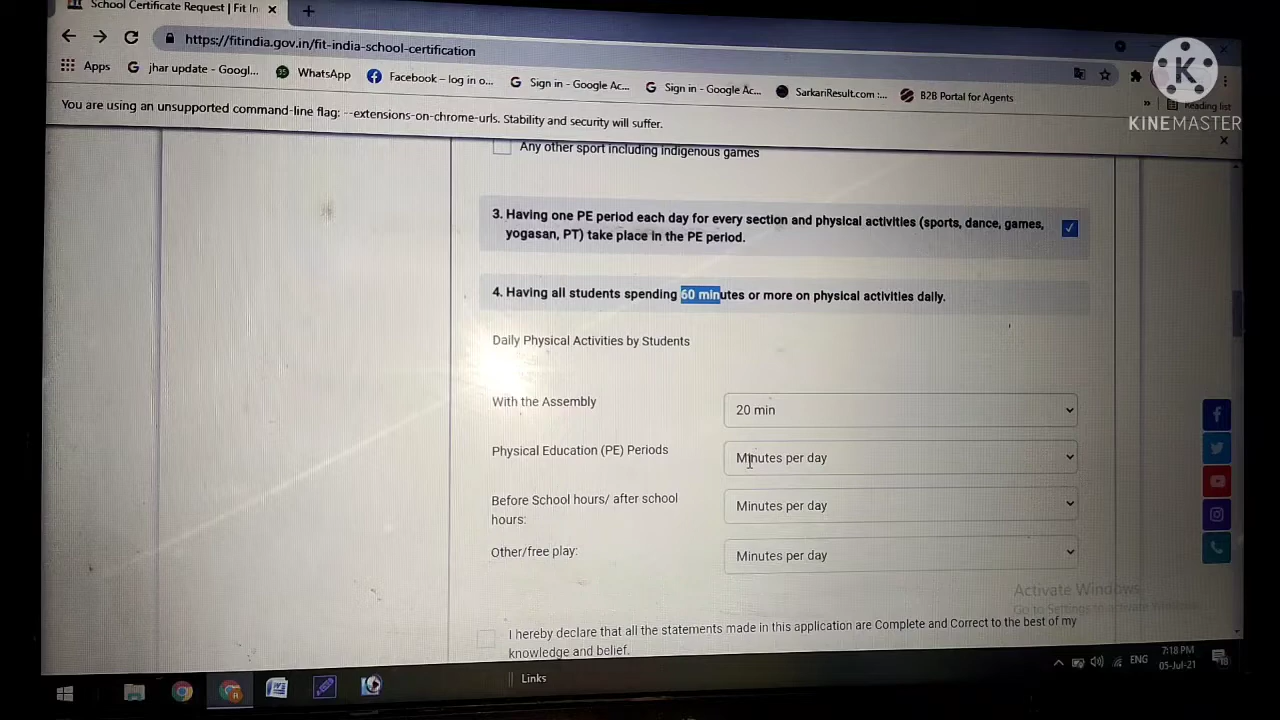 School Certificate Request | Fit In
https://fitindia.gov.in/fit-india-school-certification
Apps
jhar update - Googl...
WhatsApp
Facebook – log in o...
Sign in - Google Ac...
Sign in - Google Ac...
SarkariResult.com :...
B2B Portal for Agents
Reading list
K
KINEMASTER
You are using an unsupported command-line flag: --extensions-on-chrome-urls. Stability and security will suffer.
Any other sport including indigenous games
3. Having one PE period each day for every section and physical activities (sports, dance, games,
yogasan, PT) take place in the PE period.
4. Having all students spending 60 minutes or more on physical activities daily.
Daily Physical Activities by Students
With the Assembly
20 min
Physical Education (PE) Periods
Minutes per day
Before School hours/ after school
hours:
Minutes per day
Other/free play:
Minutes per day
Activate Windows
Go to Settings to activate Windows.
I hereby declare that all the statements made in this application are Complete and Correct to the best of my
knowledge and belief.
Links
ENG
7:18 PM
05-Jul-21